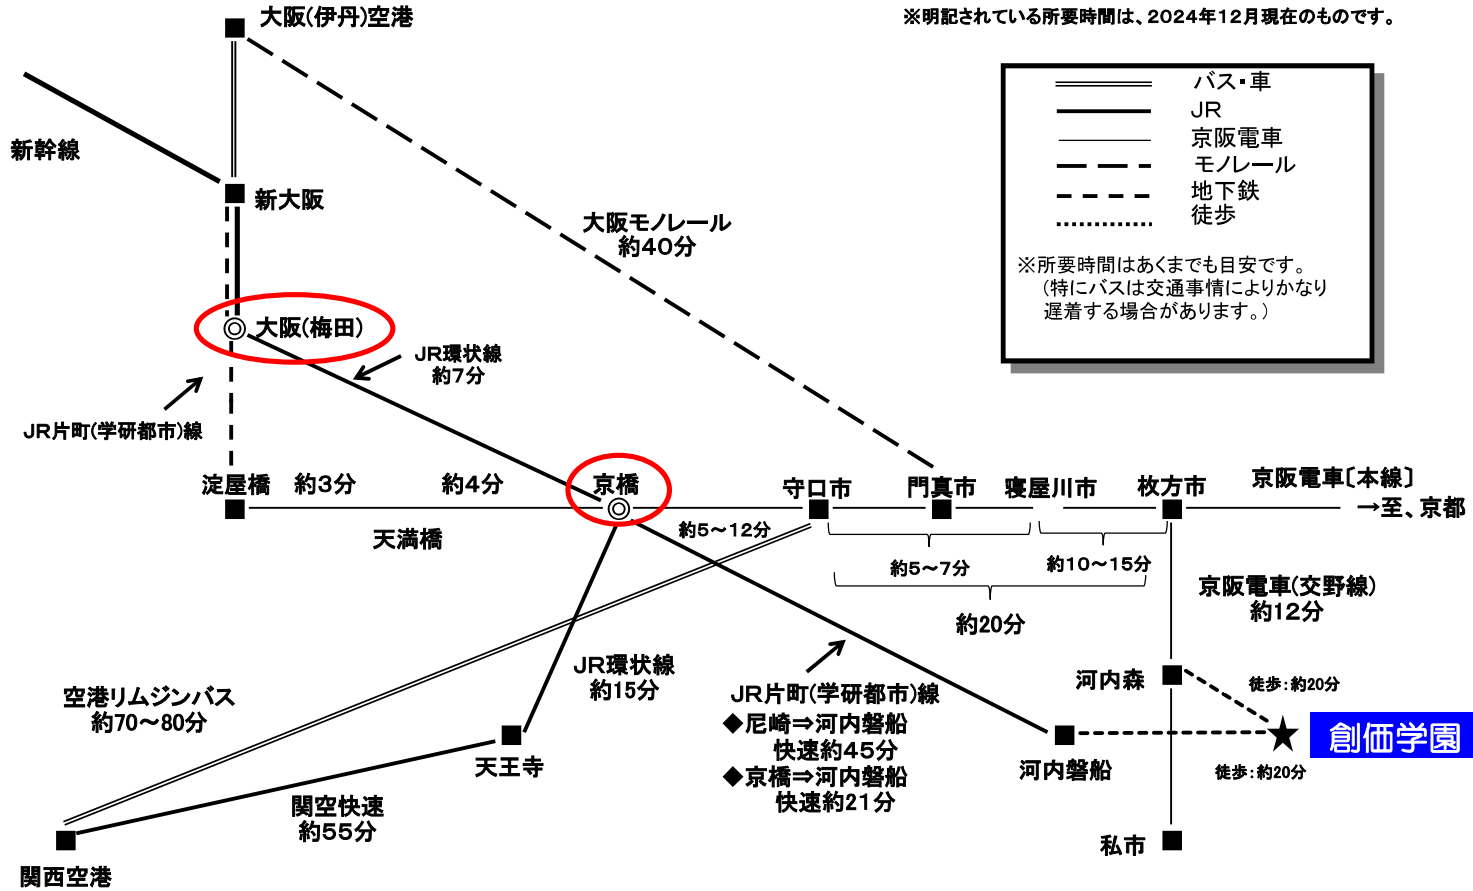 大阪(伊丹)空港
※明記されている所要時間は、2024年12月現在のものです。
バス・車
JR
京阪電車
モノレール
地下鉄
徒歩
※所要時間はあくまでも目安です。
(特にバスは交通事情によりかなり
遅着する場合があります。)
新幹線
新大阪
大阪モノレール
約40分
大阪(梅田)
JR環状線
約7分
JR片町(学研都市)線
淀屋橋
約3分
約4分
京橋
守口市
門真市
寝屋川市
枚方市
京阪電車〔本線〕
→至、京都
天満橋
約5～12分
約5～7分
約10～15分
約20分
京阪電車(交野線)
約12分
空港リムジンバス
約70～80分
JR環状線
約15分
JR片町(学研都市)線
◆尼崎⇒河内磐船
快速約45分
◆京橋⇒河内磐船
快速約21分
河内森
徒歩：約20分
創価学園
徒歩：約20分
天王寺
河内磐船
関空快速
約55分
私市
関西空港